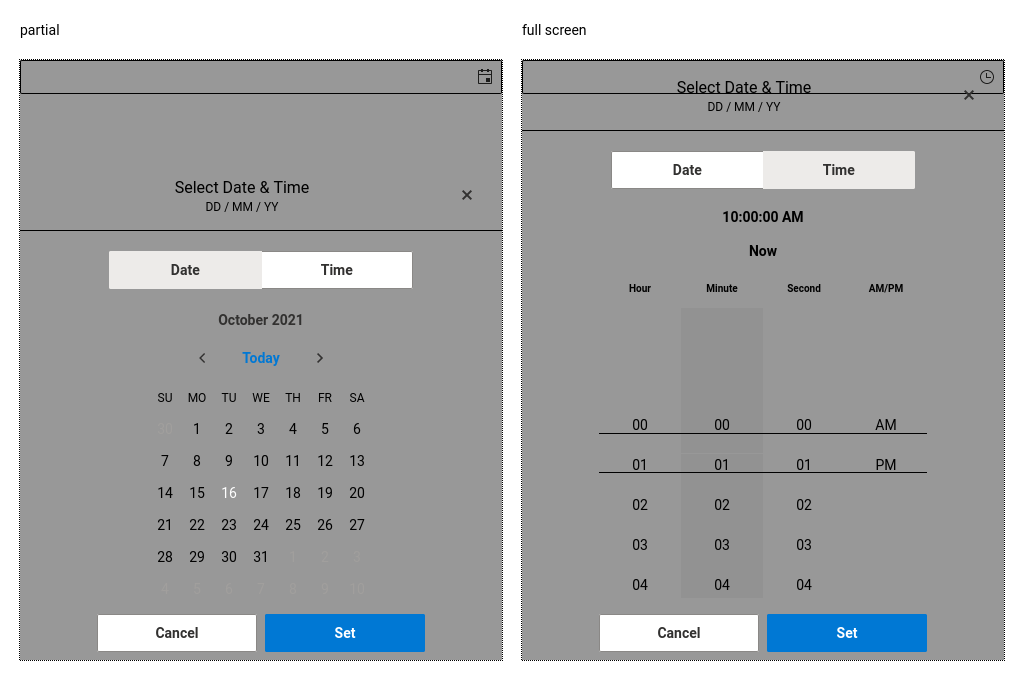 partial
Select Date & Time
DD / MM / YY
Date Time
October 2021
Today
SU MO TU WE TH FR SA
30 1 2 3 4 5 6
7 8 9 10 11 12 13
14 15 16 17 18 19 20
21 22 23 24 25 26 27
28 29 30 31 1 2 3
4 5 6 7 8 9 10
Cancel Set
full screen
Select Date & Time
DD / MM / YY
Date Time
10:00:00 AM
Now
Hour Minute Second AM/PM
00 00 00 AM
01 01 01 PM
02 02 02
03 03 03
04 04 04
Cancel Set